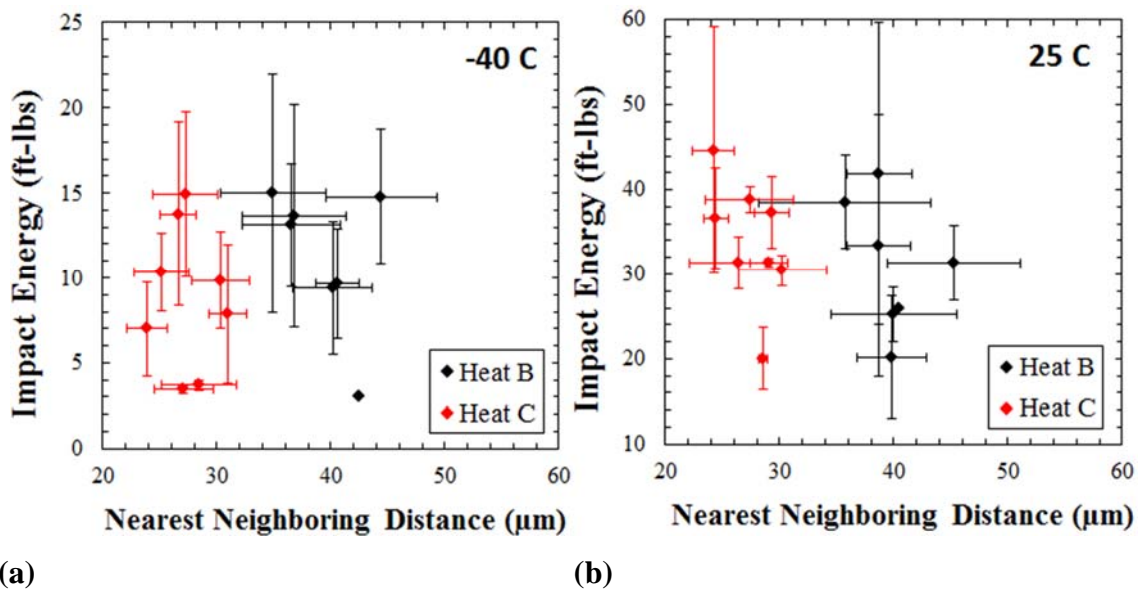 25
20
15
10
5
0
20
30
40
50
60
-40 C
Heat B
Heat C
Impact Energy (ft-lbs)
Nearest Neighboring Distance (µm)
(a)
60
50
40
30
20
10
20
30
40
50
60
25 C
Heat B
Heat C
Impact Energy (ft-lbs)
Nearest Neighboring Distance (µm)
(b)